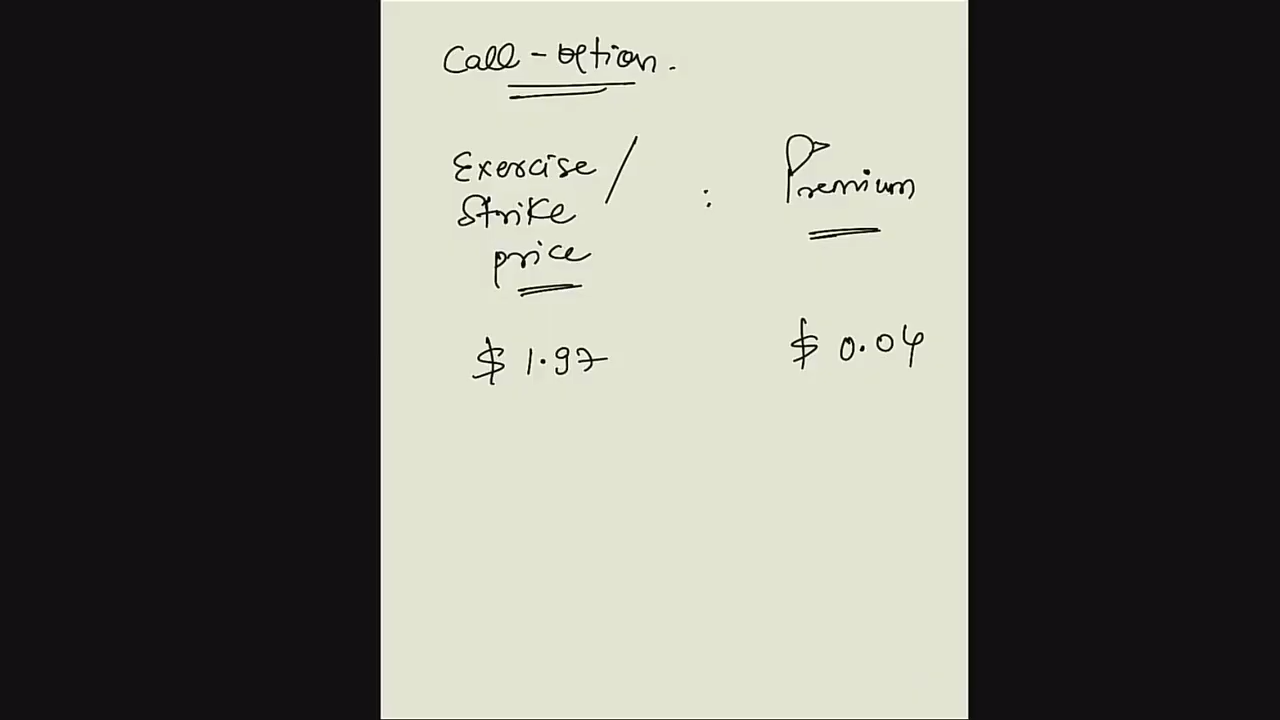 Call - option.
Exercise /
Strike
price
: Premium
$ 1.97
$ 0.04